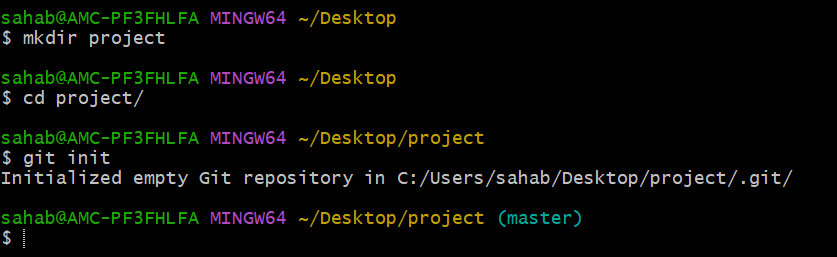 sahab@AMC-PF3FHLFA MINGW64 ~/Desktop
$ mkdir project
sahab@AMC-PF3FHLFA MINGW64 ~/Desktop
$ cd project/
sahab@AMC-PF3FHLFA MINGW64 ~/Desktop/project
$ git init
Initialized empty Git repository in C:/Users/sahab/Desktop/project/.git/
sahab@AMC-PF3FHLFA MINGW64 ~/Desktop/project (master)
$